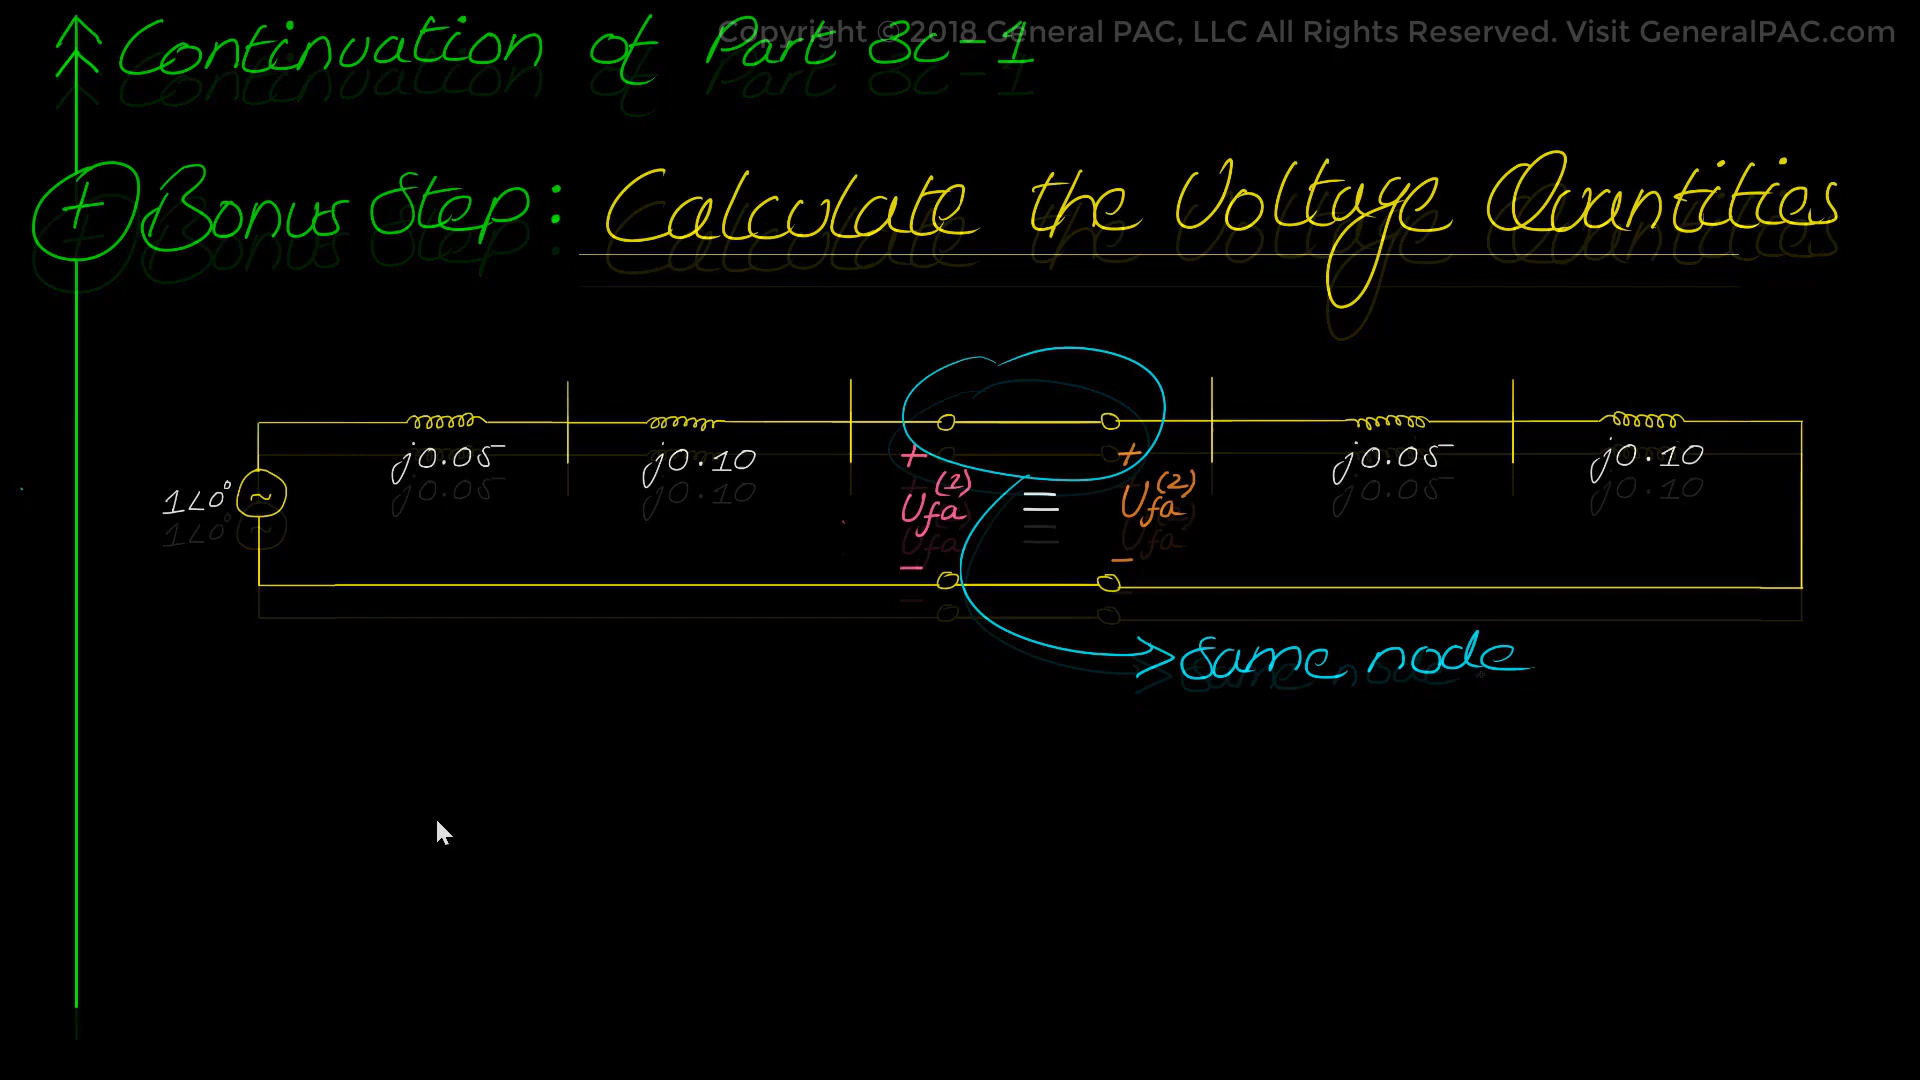 Copyright © 2018 General PAC, LLC All Rights Reserved. Visit GeneralPAC.com
Continuation of Part 3c-1
+ Bonus Step: Calculate the Voltage Quantities
j0.05 j0.10 j0.05 j0.10
+ +
1∠0° ~ Ufa(1) ≡ Ufa(2)
- -
same node